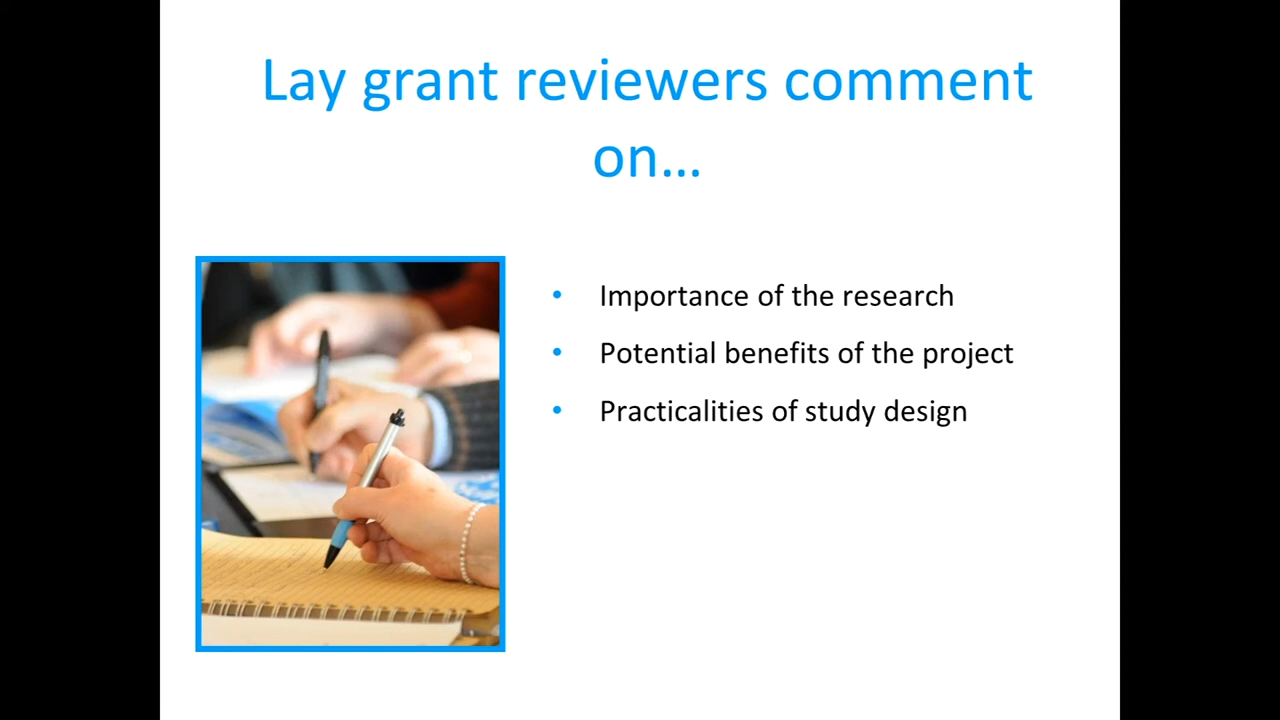 Lay grant reviewers comment
on…
• Importance of the research
• Potential benefits of the project
• Practicalities of study design